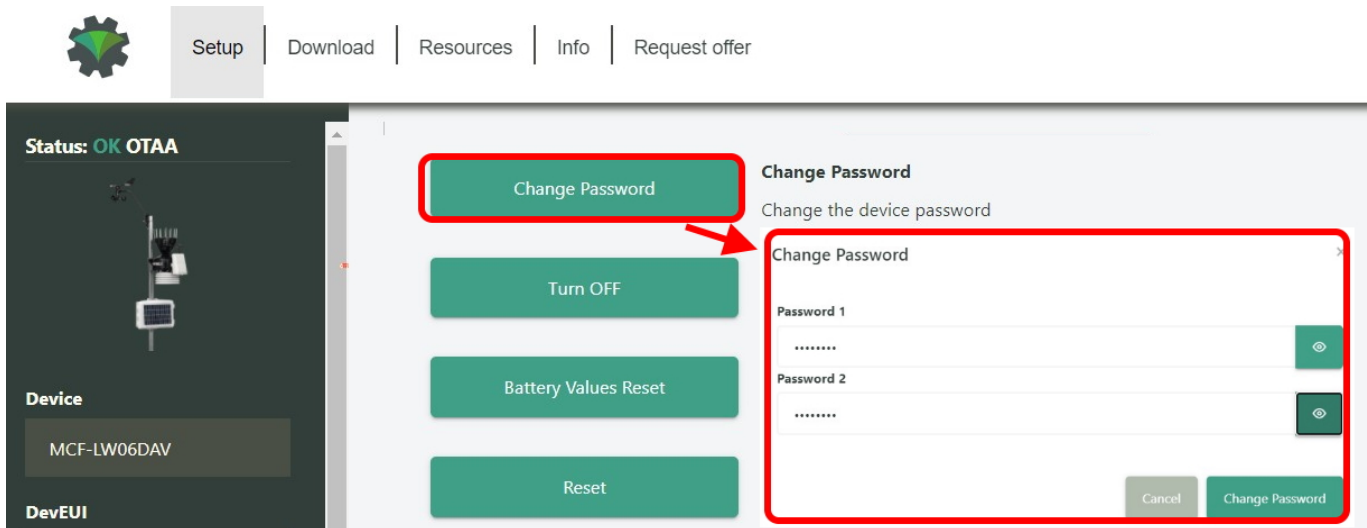 Setup
Download
Resources
Info
Request offer
Status: OK OTAA
Device
MCF-LW06DAV
DevEUI
Change Password
Turn OFF
Battery Values Reset
Reset
Change Password
Change the device password
Change Password
Password 1
Password 2
Cancel
Change Password